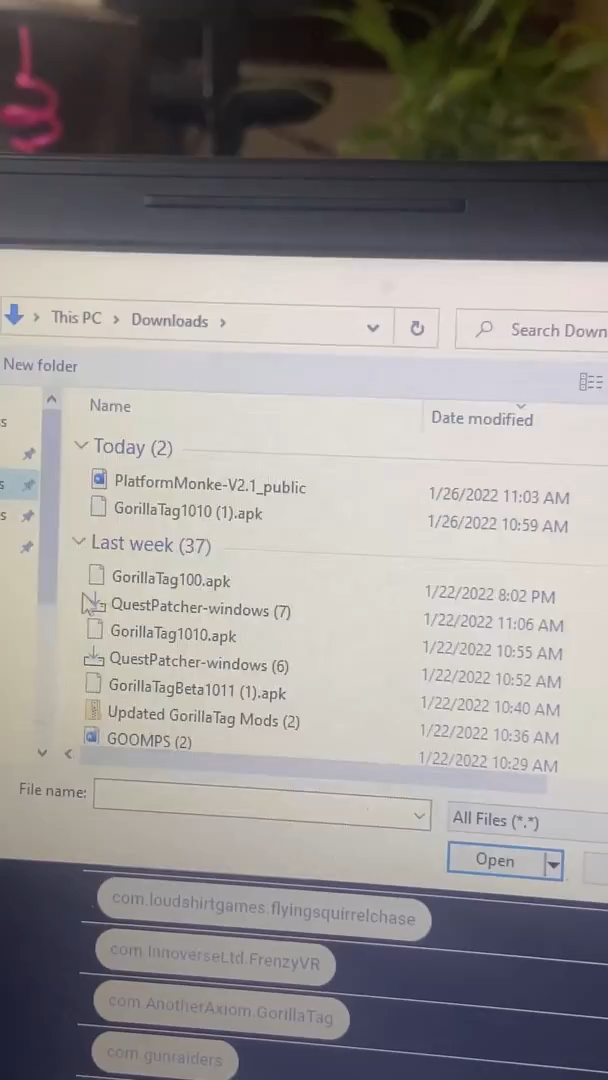 This PC > Downloads >
Search Down
New folder
Name
Date modified
Today (2)
PlatformMonke-V2.1_public 1/26/2022 11:03 AM
GorillaTag1010 (1).apk 1/26/2022 10:59 AM
Last week (37)
GorillaTag100.apk 1/22/2022 8:02 PM
QuestPatcher-windows (7) 1/22/2022 11:06 AM
GorillaTag1010.apk 1/22/2022 10:55 AM
QuestPatcher-windows (6) 1/22/2022 10:52 AM
GorillaTagBeta1011 (1).apk 1/22/2022 10:40 AM
Updated GorillaTag Mods (2) 1/22/2022 10:36 AM
GOOMPS (2) 1/22/2022 10:29 AM
File name:
All Files (*.*)
Open
com.loudshirtgames.flyingsquirrelchase
com.InnoverseLtd.FrenzyVR
com.AnotherAxiom.GorillaTag
com.gunraiders